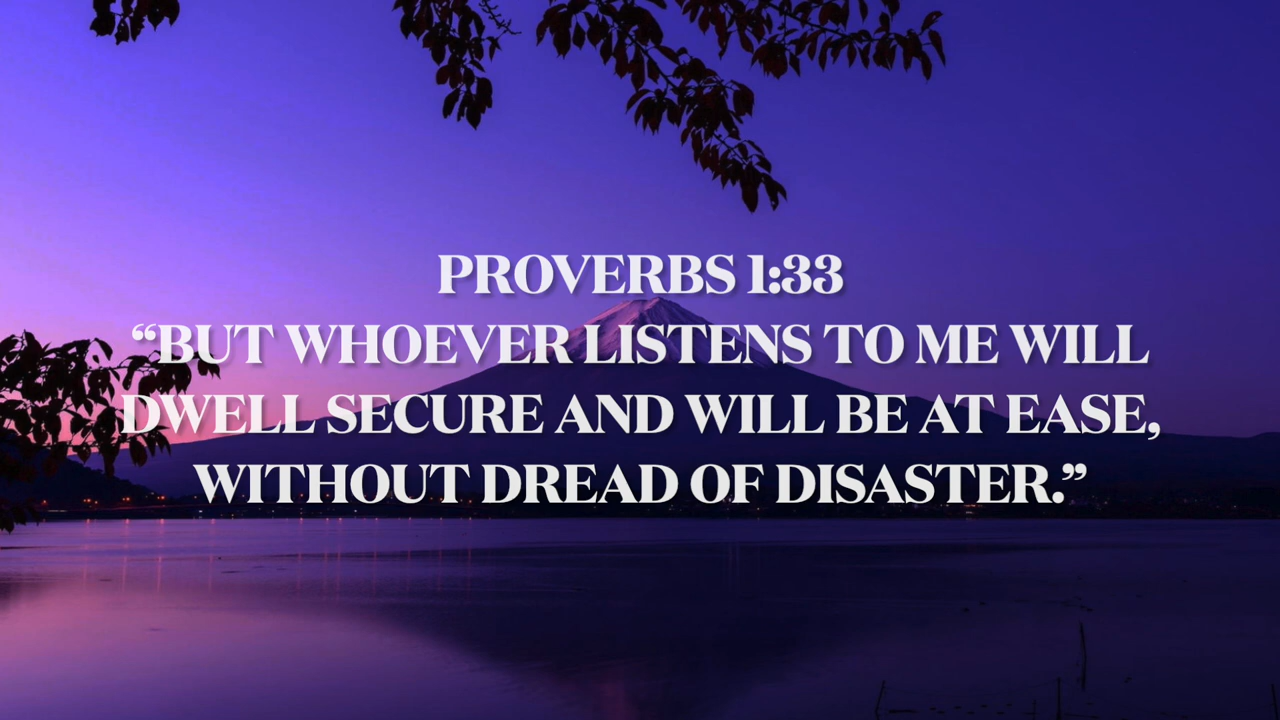 PROVERBS 1:33
“BUT WHOEVER LISTENS TO ME WILL
DWELL SECURE AND WILL BE AT EASE,
WITHOUT DREAD OF DISASTER.”